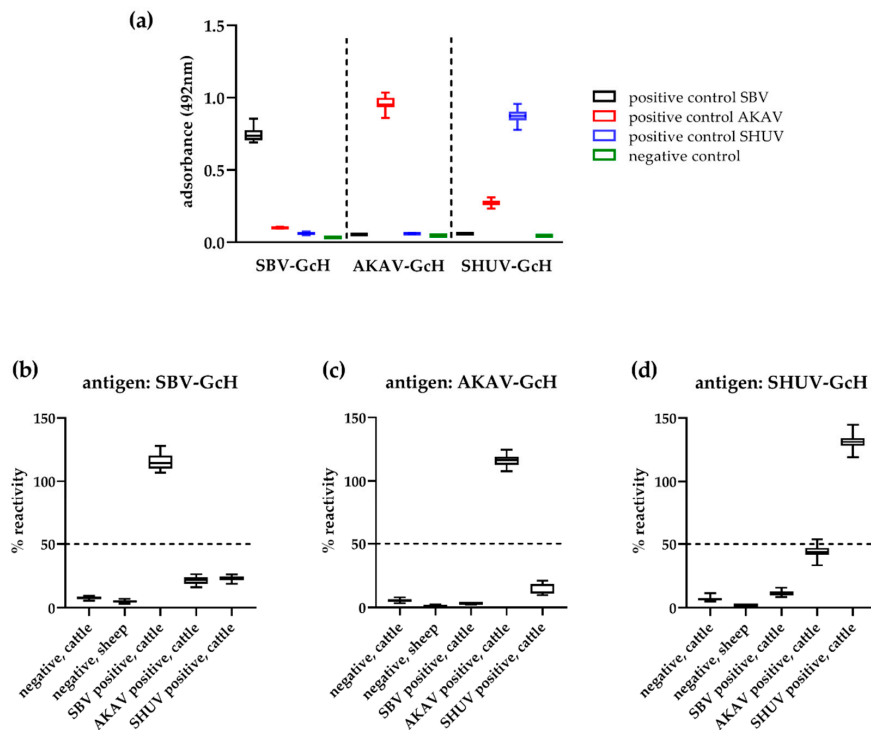 (a)
1.5
1.0
0.5
0.0
adsorbance (492nm)
SBV-GcH
AKAV-GcH
SHUV-GcH
positive control SBV
positive control AKAV
positive control SHUV
negative control
(b)
antigen: SBV-GcH
150
100
50
0
% reactivity
negative, cattle
negative, sheep
SBV positive, cattle
AKAV positive, cattle
SHUV positive, cattle
(c)
antigen: AKAV-GcH
150
100
50
0
% reactivity
negative, cattle
negative, sheep
SBV positive, cattle
AKAV positive, cattle
SHUV positive, cattle
(d)
antigen: SHUV-GcH
150
100
50
0
% reactivity
negative, cattle
negative, sheep
SBV positive, cattle
AKAV positive, cattle
SHUV positive, cattle